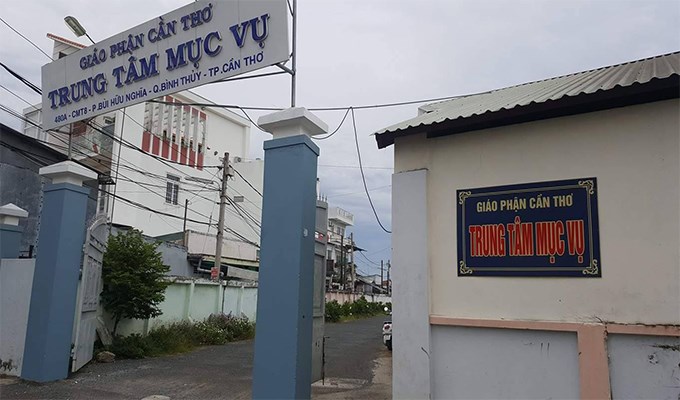 GIÁO PHẬN CẦN THƠ
TRUNG TÂM MỤC VỤ
480A - CMT8 - P.BÙI HỮU NGHĨA - Q.BÌNH THỦY - TP.CẦN THƠ
GIÁO PHẬN CẦN THƠ
TRUNG TÂM MỤC VỤ